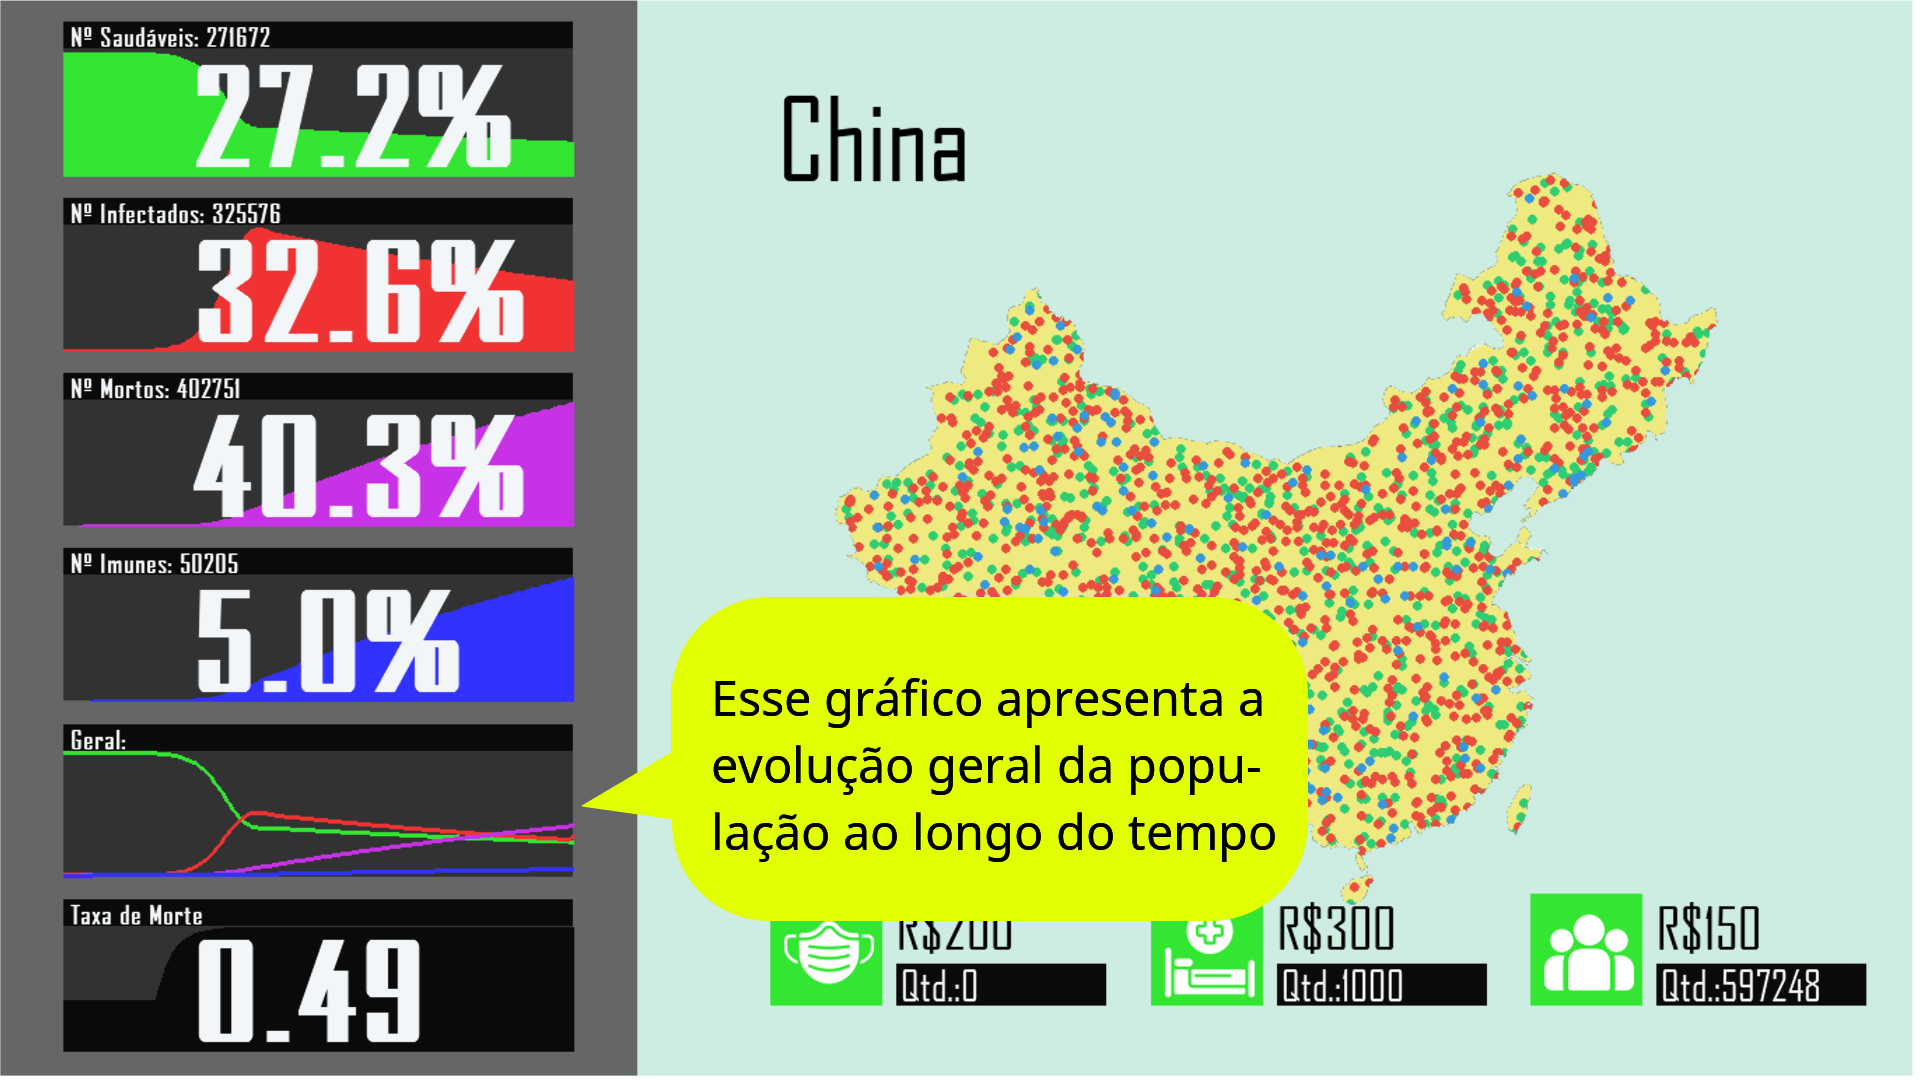 Nº Saudáveis: 271672
27.2%
Nº Infectados: 325576
32.6%
Nº Mortos: 402751
40.3%
Nº Imunes: 50205
5.0%
Geral:
Taxa de Morte
0.49
China
Esse gráfico apresenta a
evolução geral da popu-
lação ao longo do tempo
R$200
Qtd.:0
R$300
Qtd.:1000
R$150
Qtd.:597248